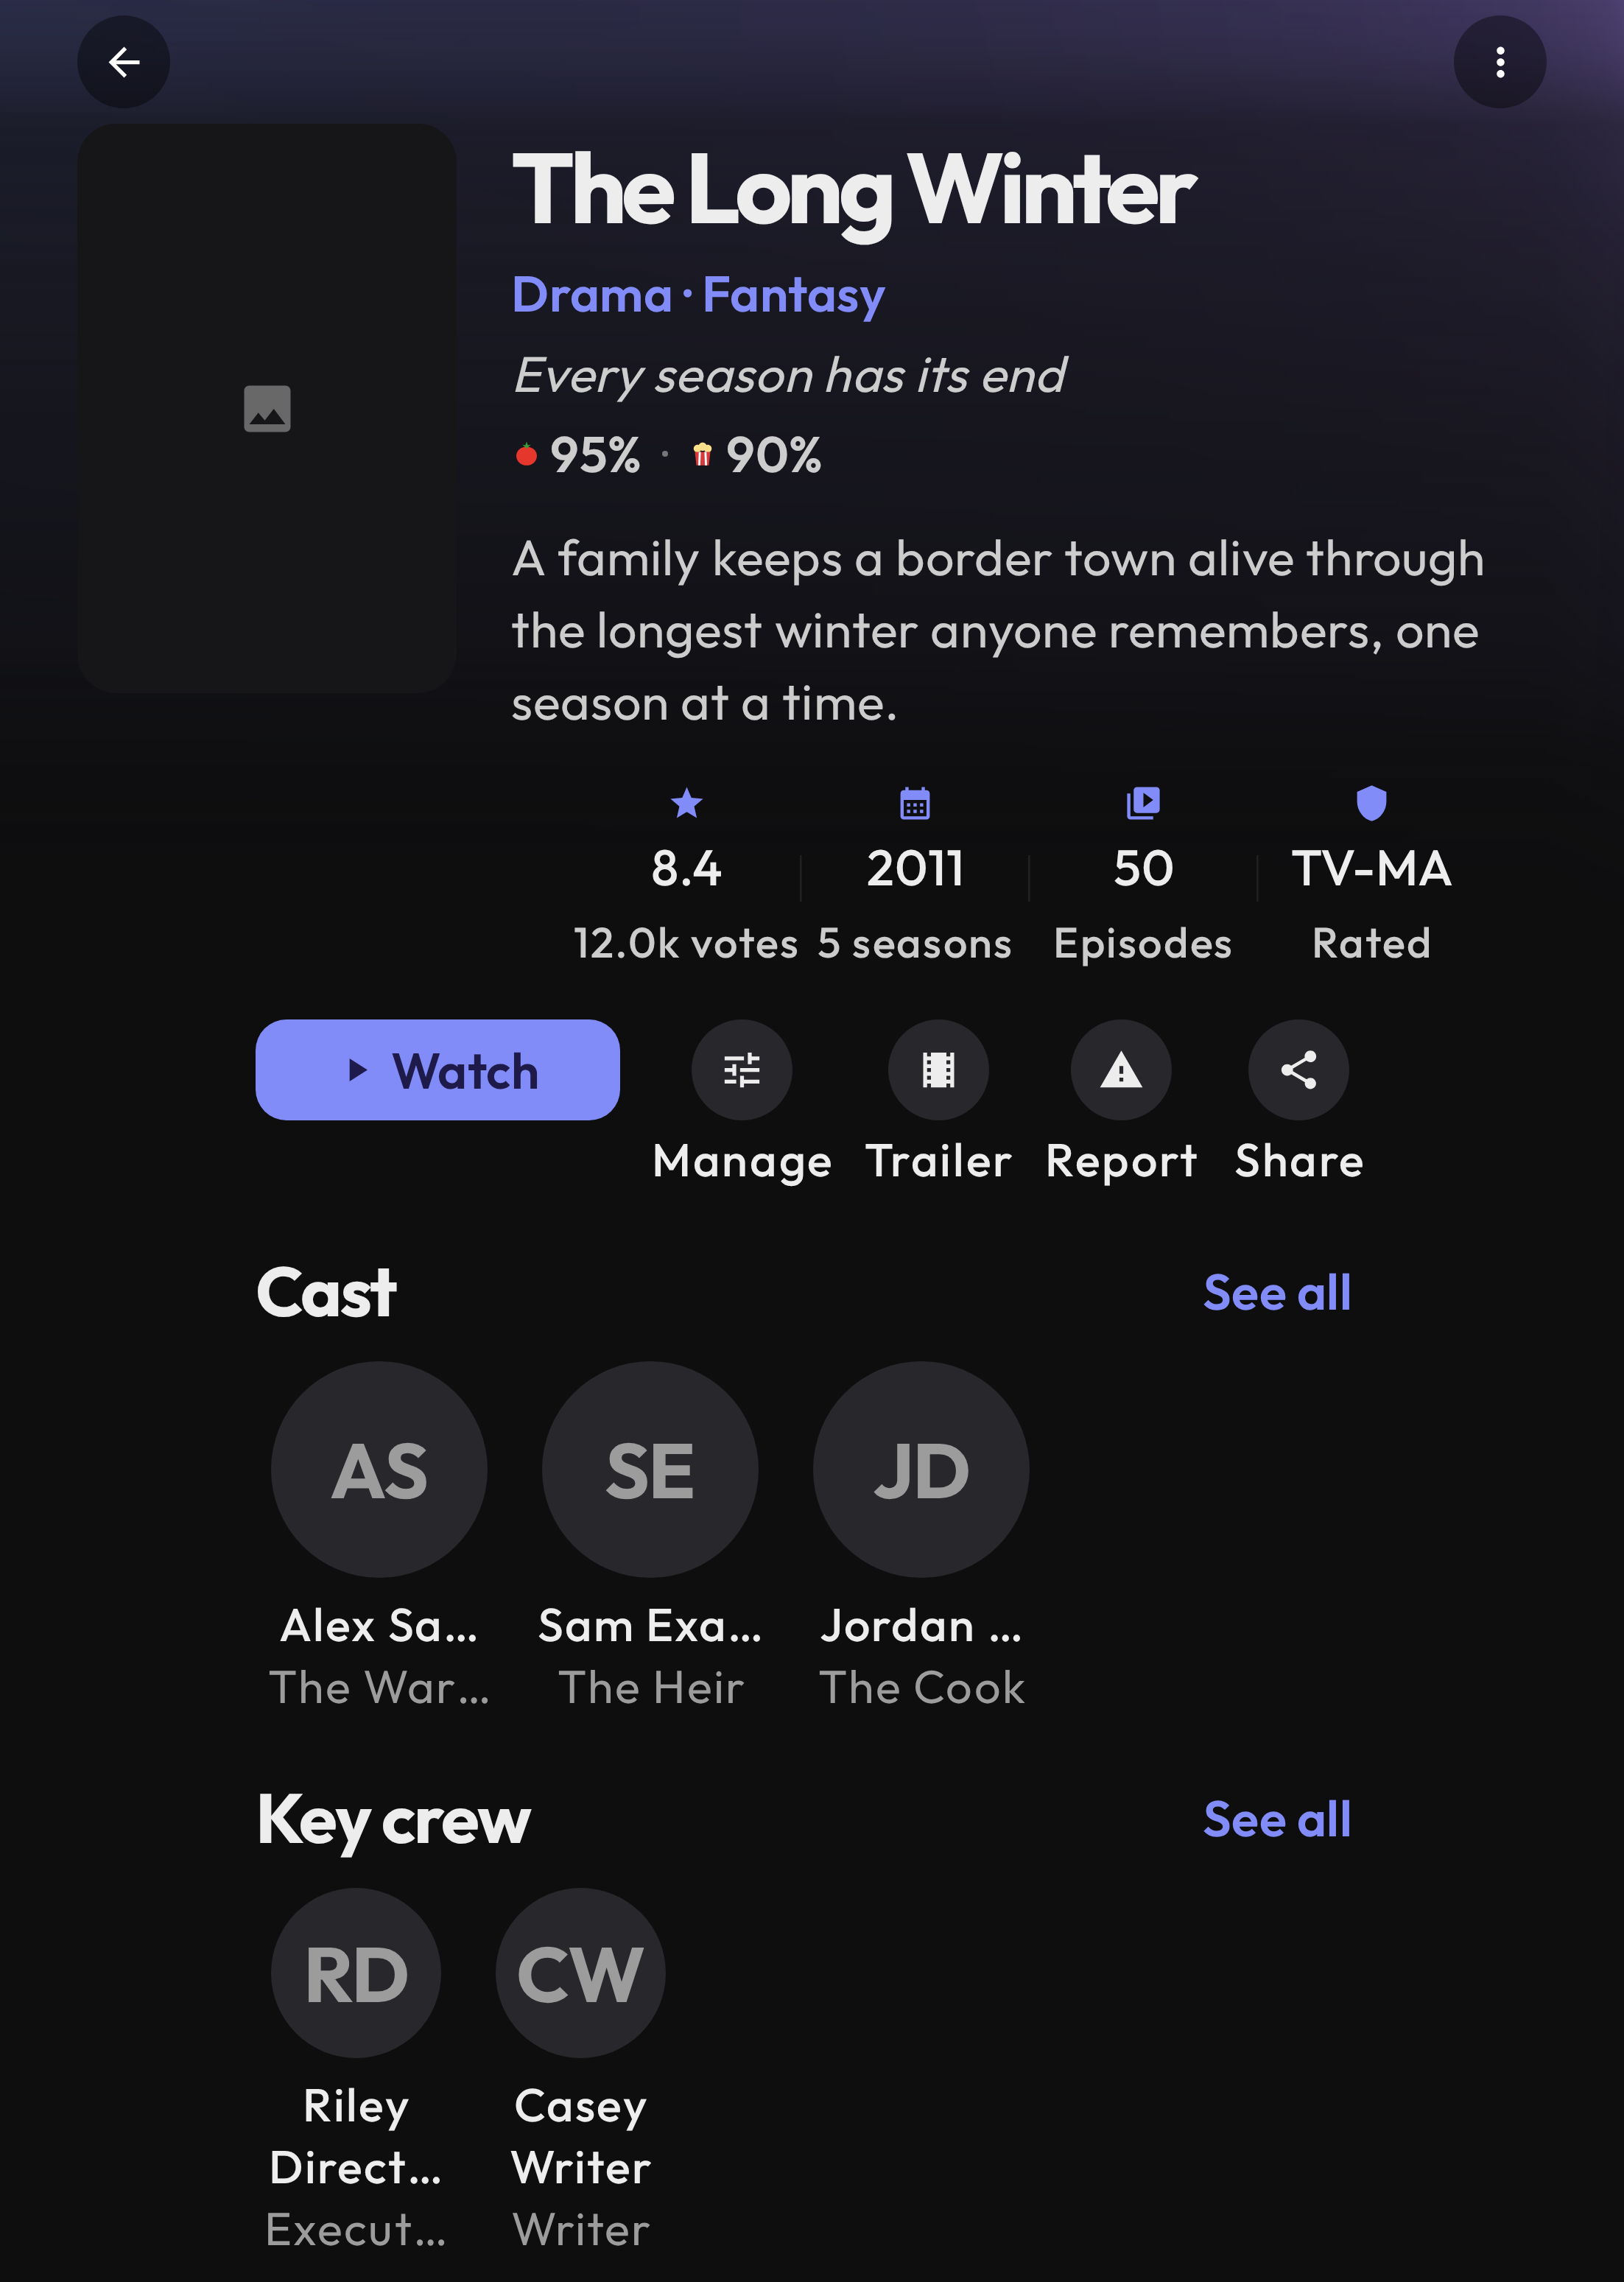 The Long Winter
Drama · Fantasy
Every season has its end
95% · 90%
A family keeps a border town alive through
the longest winter anyone remembers, one
season at a time.
8.4 2011 50 TV-MA
12.0k votes 5 seasons Episodes Rated
Watch
Manage Trailer Report Share
Cast See all
AS SE JD
Alex Sa... Sam Exa... Jordan ...
The War... The Heir The Cook
Key crew See all
RD CW
Riley Casey
Direct... Writer
Execut... Writer